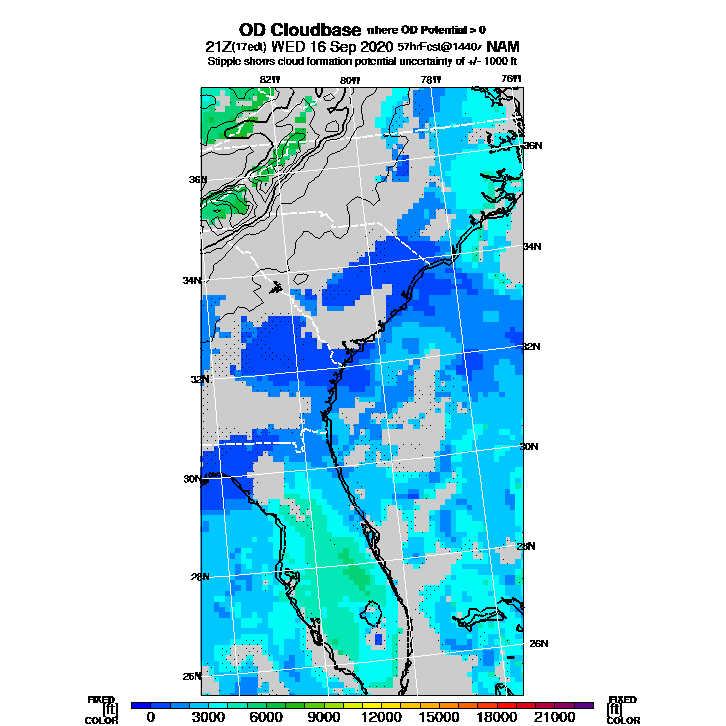 OD Cloudbase where OD Potential > 0
21Z(17edt) WED 16 Sep 2020 57hrFcst@1440z NAM
Stipple shows cloud formation potential uncertainty of +/- 1000 ft
82W 80W 78W 76W
36N
36N
34N
34N
32N
32N
30N
30N
28N
28N
26N
26N
FIXED FIXED
[ft] 0 3000 6000 9000 12000 15000 18000 21000 [ft]
COLOR COLOR